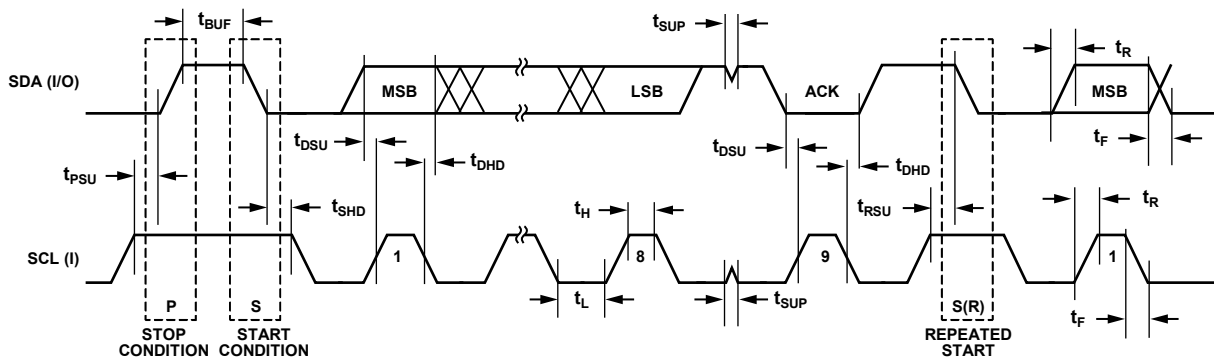 tBUF
tSUP
tR
SDA (I/O)
MSB
LSB
ACK
MSB
tDSU
tDHD
tDSU
tDHD
tF
tPSU
tSHD
tH
tRSU
tR
SCL (I)
1
8
9
1
P
S
tL
tSUP
S(R)
tF
STOP
CONDITION
START
CONDITION
REPEATED
START